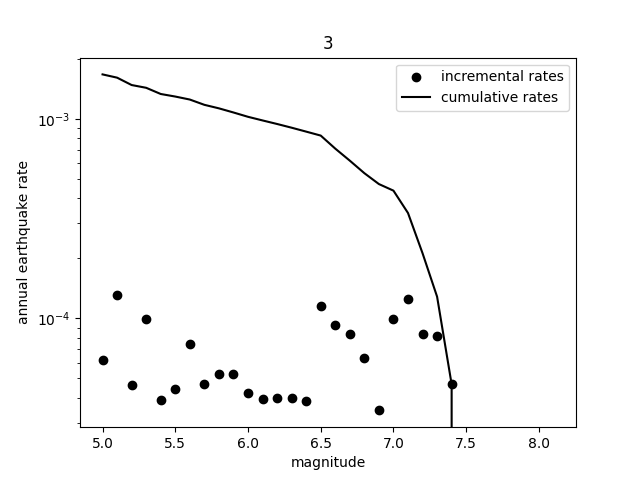 3
incremental rates
cumulative rates
annual earthquake rate
10⁻³
10⁻⁴
5.0 5.5 6.0 6.5 7.0 7.5 8.0
magnitude